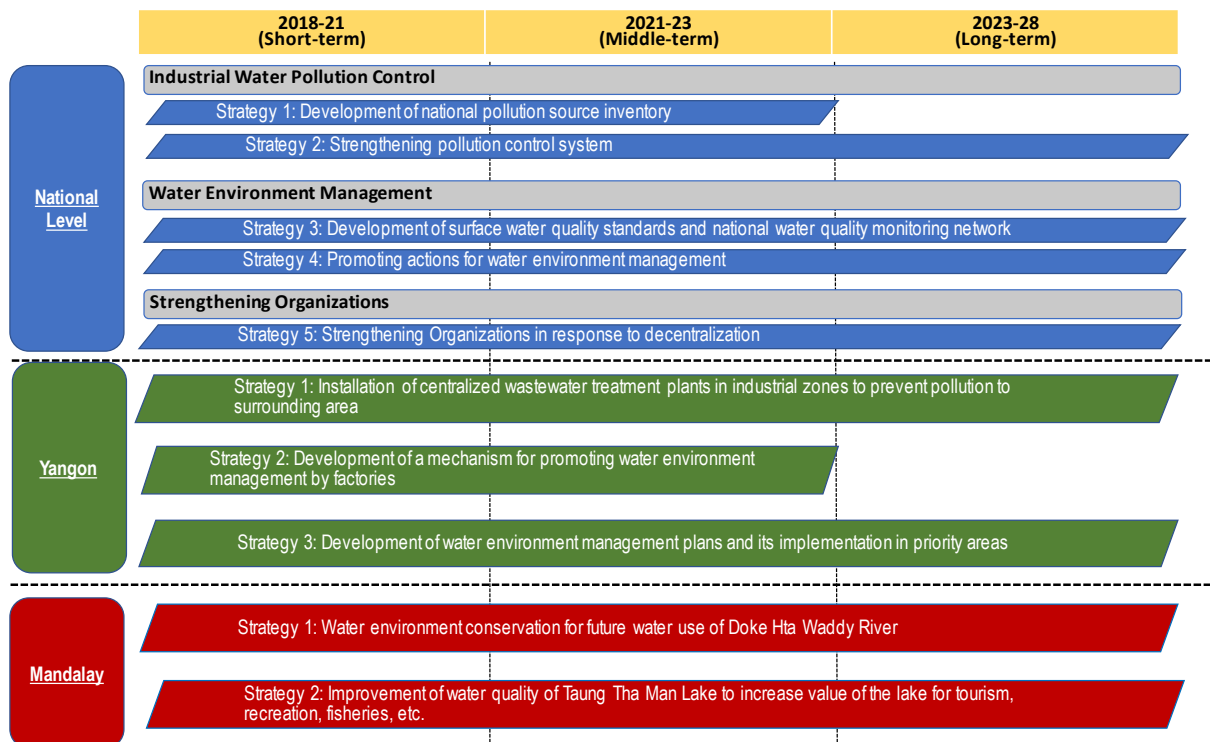 2018-21
(Short-term)
2021-23
(Middle-term)
2023-28
(Long-term)
National
Level
Industrial Water Pollution Control
Strategy 1: Development of national pollution source inventory
Strategy 2: Strengthening pollution control system
Water Environment Management
Strategy 3: Development of surface water quality standards and national water quality monitoring network
Strategy 4: Promoting actions for water environment management
Strengthening Organizations
Strategy 5: Strengthening Organizations in response to decentralization
Yangon
Strategy 1: Installation of centralized wastewater treatment plants in industrial zones to prevent pollution to
surrounding area
Strategy 2: Development of a mechanism for promoting water environment
management by factories
Strategy 3: Development of water environment management plans and its implementation in priority areas
Mandalay
Strategy 1: Water environment conservation for future water use of Doke Hta Waddy River
Strategy 2: Improvement of water quality of Taung Tha Man Lake to increase value of the lake for tourism,
recreation, fisheries, etc.